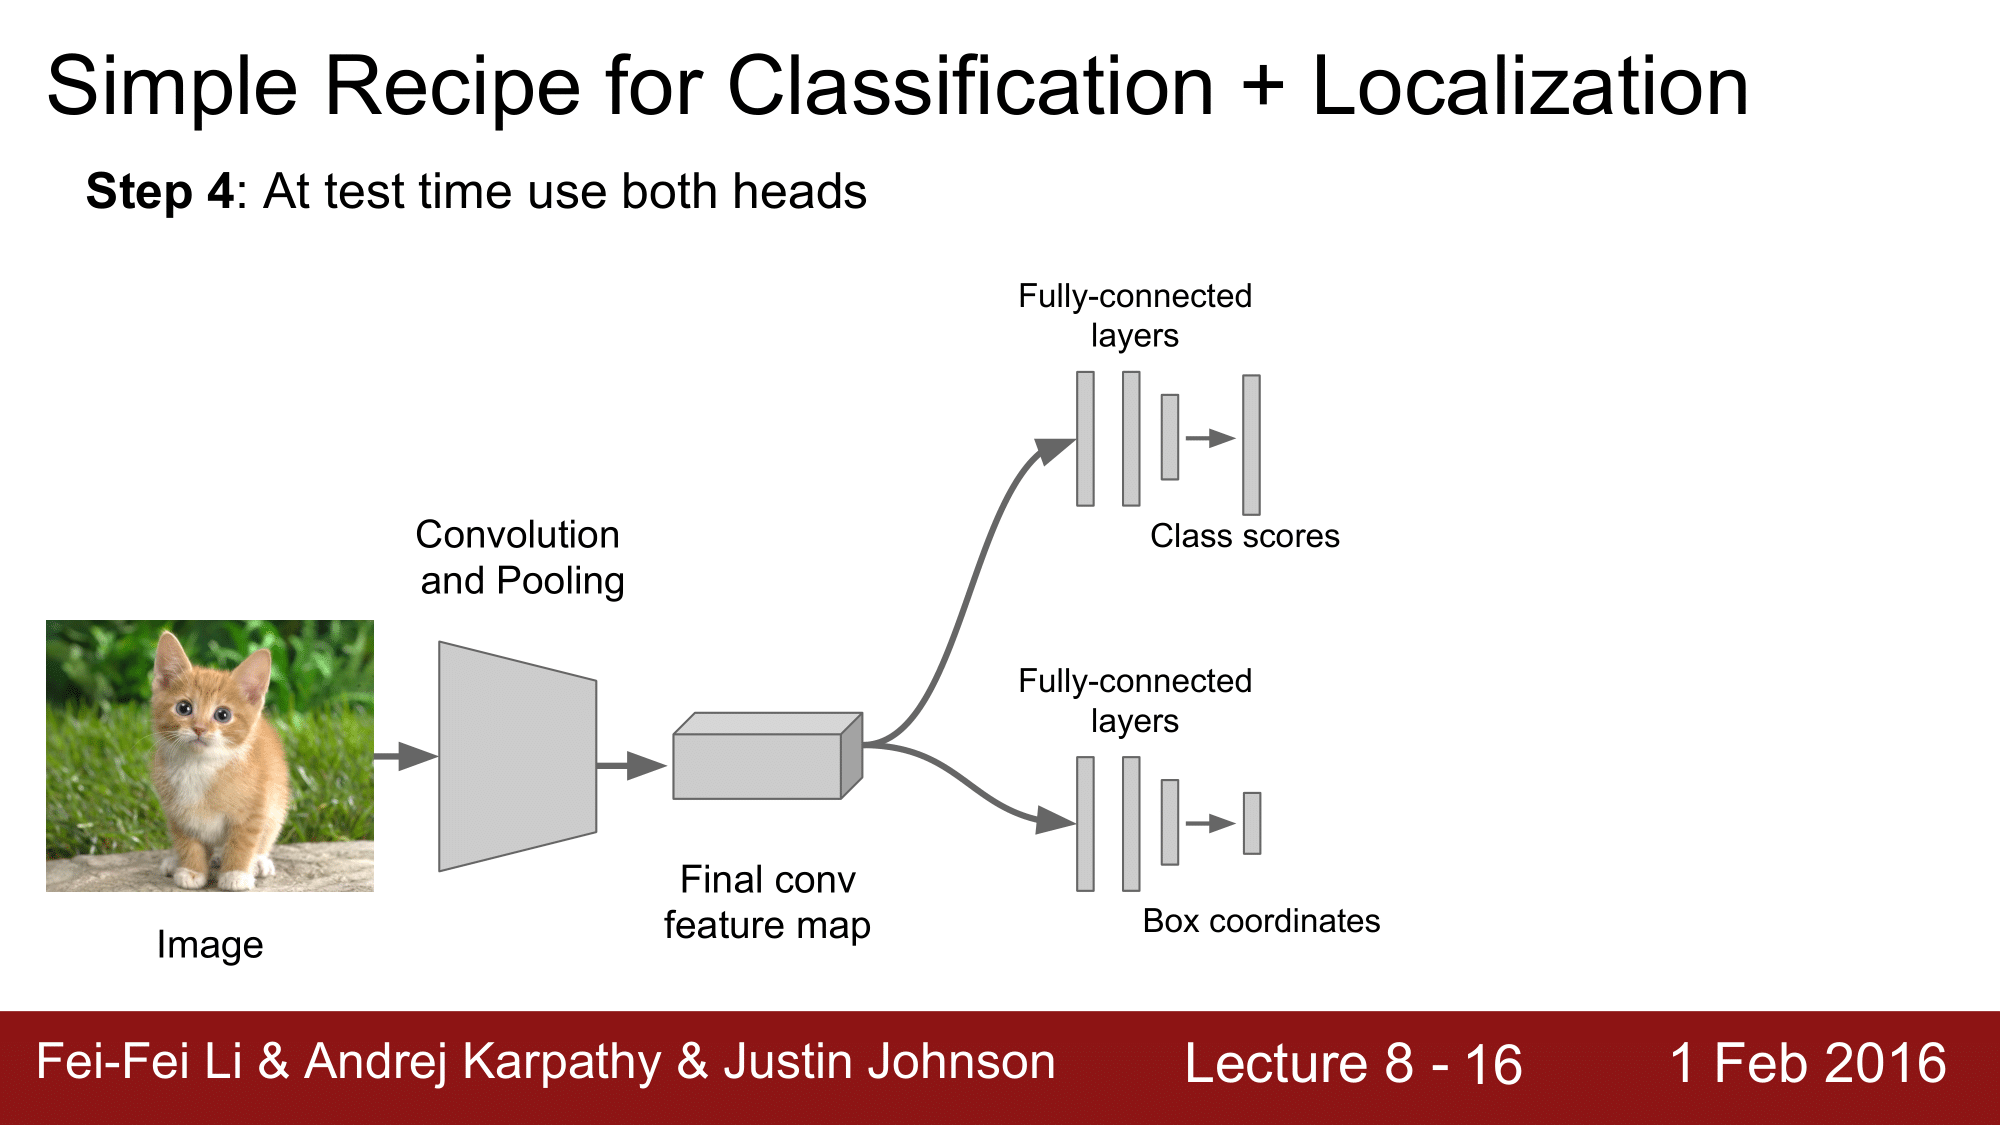 Simple Recipe for Classification + Localization
Step 4: At test time use both heads
Fully-connected
layers
Class scores
Convolution
and Pooling
Fully-connected
layers
Final conv
feature map
Box coordinates
Image
Fei-Fei Li & Andrej Karpathy & Justin Johnson
Lecture 8 - 16
1 Feb 2016